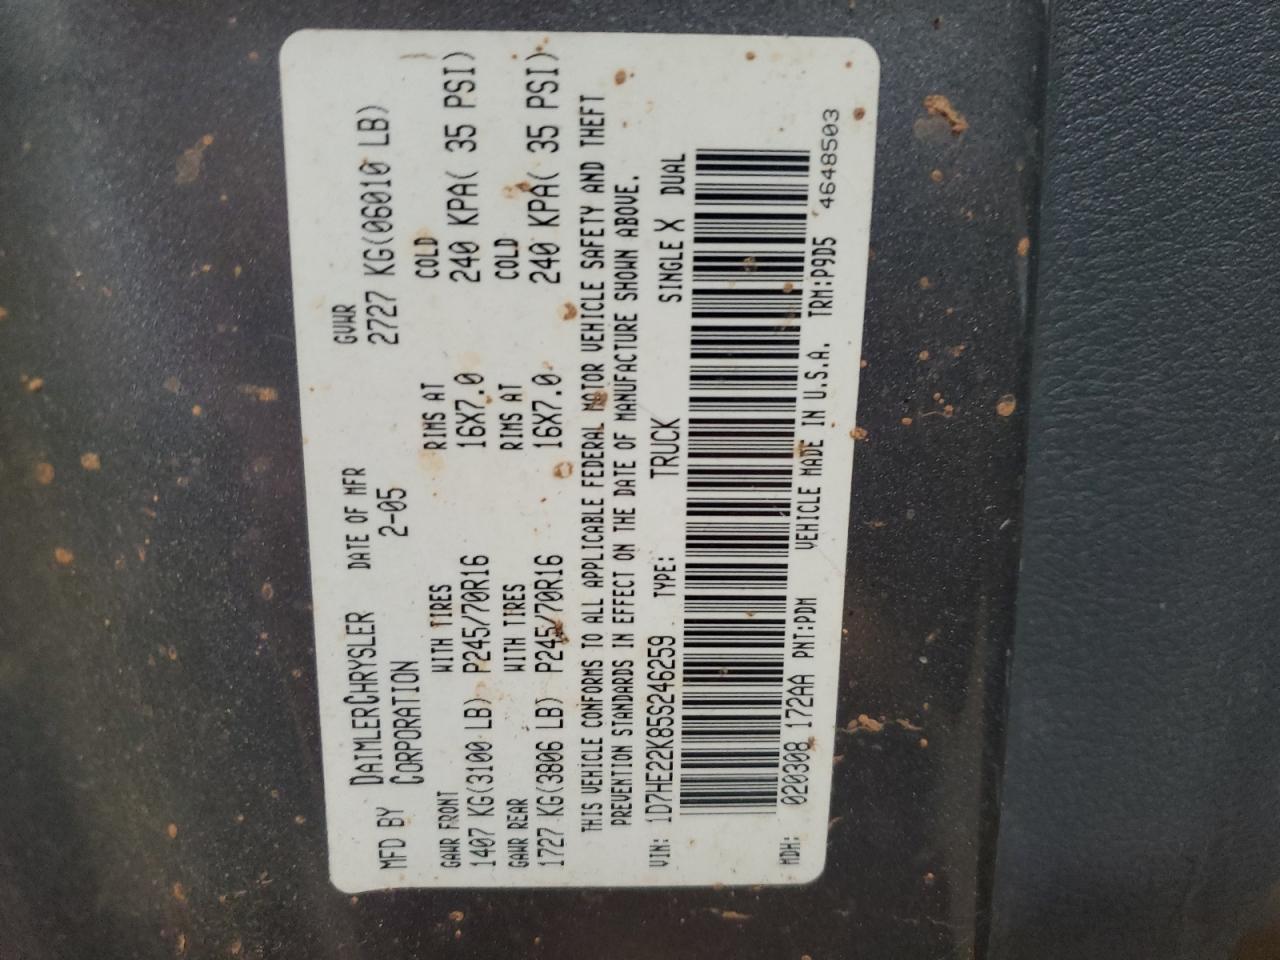 MFD BY DAIMLERCHRYSLER CORPORATION DATE OF MFR 2-05 GVWR 2727 KG(06010 LB)
GAWR FRONT WITH TIRES RIMS AT COLD
1407 KG(3100 LB) P245/70R16 16X7.0 240 KPA( 35 PSI)
GAWR REAR WITH TIRES RIMS AT COLD
1727 KG(3806 LB) P245/70R16 16X7.0 240 KPA( 35 PSI)
THIS VEHICLE CONFORMS TO ALL APPLICABLE FEDERAL MOTOR VEHICLE SAFETY AND THEFT
PREVENTION STANDARDS IN EFFECT ON THE DATE OF MANUFACTURE SHOWN ABOVE.
VIN: 1D7HE22K85S246259 TYPE: TRUCK SINGLE X DUAL
MDH: 020308 172AA PNT:PDM VEHICLE MADE IN U.S.A. TRM:P9D5
4648503